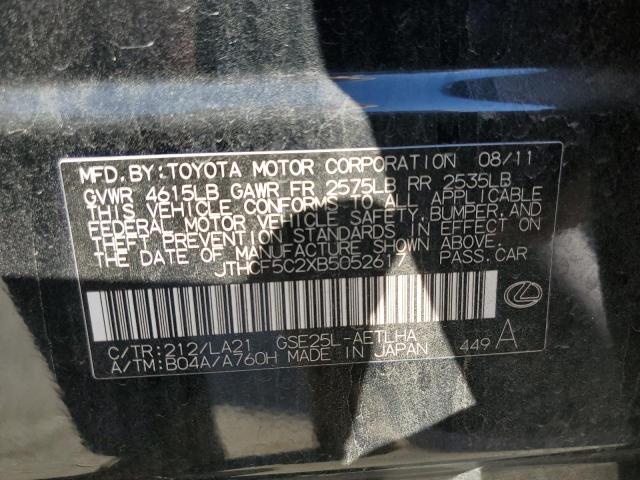 MFD. BY: TOYOTA MOTOR CORPORATION 08/11
GVWR 4615LB GAWR FR 2575LB RR 2535LB
THIS VEHICLE CONFORMS TO ALL APPLICABLE
FEDERAL MOTOR VEHICLE SAFETY, BUMPER, AND
THEFT PREVENTION STANDARDS IN EFFECT ON
THE DATE OF MANUFACTURE SHOWN ABOVE.
JTHCF5C2XB5052617 PASS. CAR
C/TR:212/LA21 GSE25L-AETLHA
A/TM:B04A/A760H MADE IN JAPAN 449 A